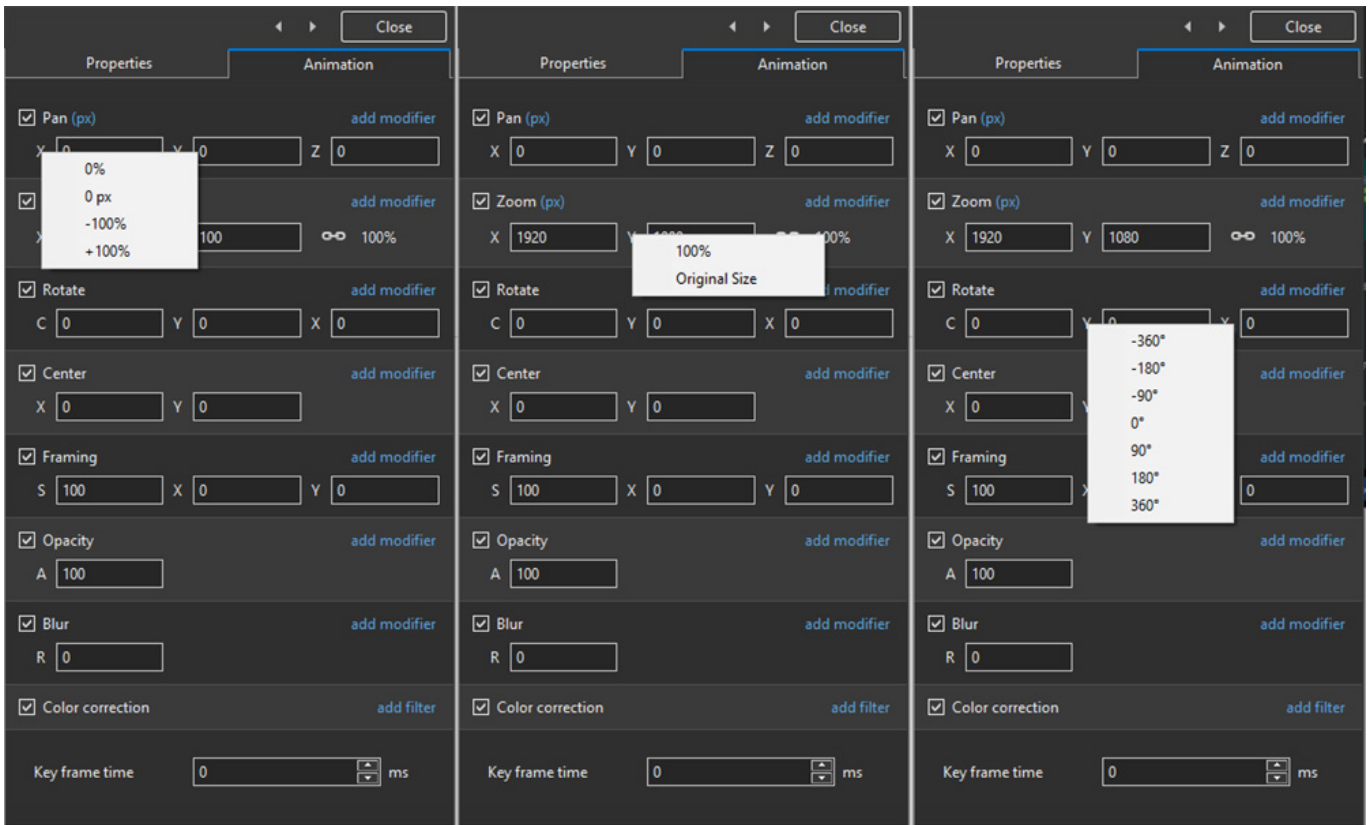 Close
Properties Animation
Pan (px) add modifier
X 0 Y 0 Z 0
0%
0 px
-100%
+100%
add modifier
100 100%
Rotate add modifier
C 0 Y 0 X 0
Center add modifier
X 0 Y 0
Framing add modifier
S 100 X 0 Y 0
Opacity add modifier
A 100
Blur add modifier
R 0
Color correction add filter
Key frame time 0 ms
Close
Properties Animation
Pan (px) add modifier
X 0 Y 0 Z 0
Zoom (px) add modifier
X 1920 100%
100%
Original Size
Rotate modifier
C 0 Y 0 X 0
Center add modifier
X 0 Y 0
Framing add modifier
S 100 X 0 Y 0
Opacity add modifier
A 100
Blur add modifier
R 0
Color correction add filter
Key frame time 0 ms
Close
Properties Animation
Pan (px) add modifier
X 0 Y 0 Z 0
Zoom (px) add modifier
X 1920 Y 1080 100%
Rotate add modifier
C 0 Y 0 X 0
-360°
-180°
-90°
0°
90°
180°
360°
Center add modifier
X 0
Framing add modifier
S 100 0
Opacity add modifier
A 100
Blur add modifier
R 0
Color correction add filter
Key frame time 0 ms